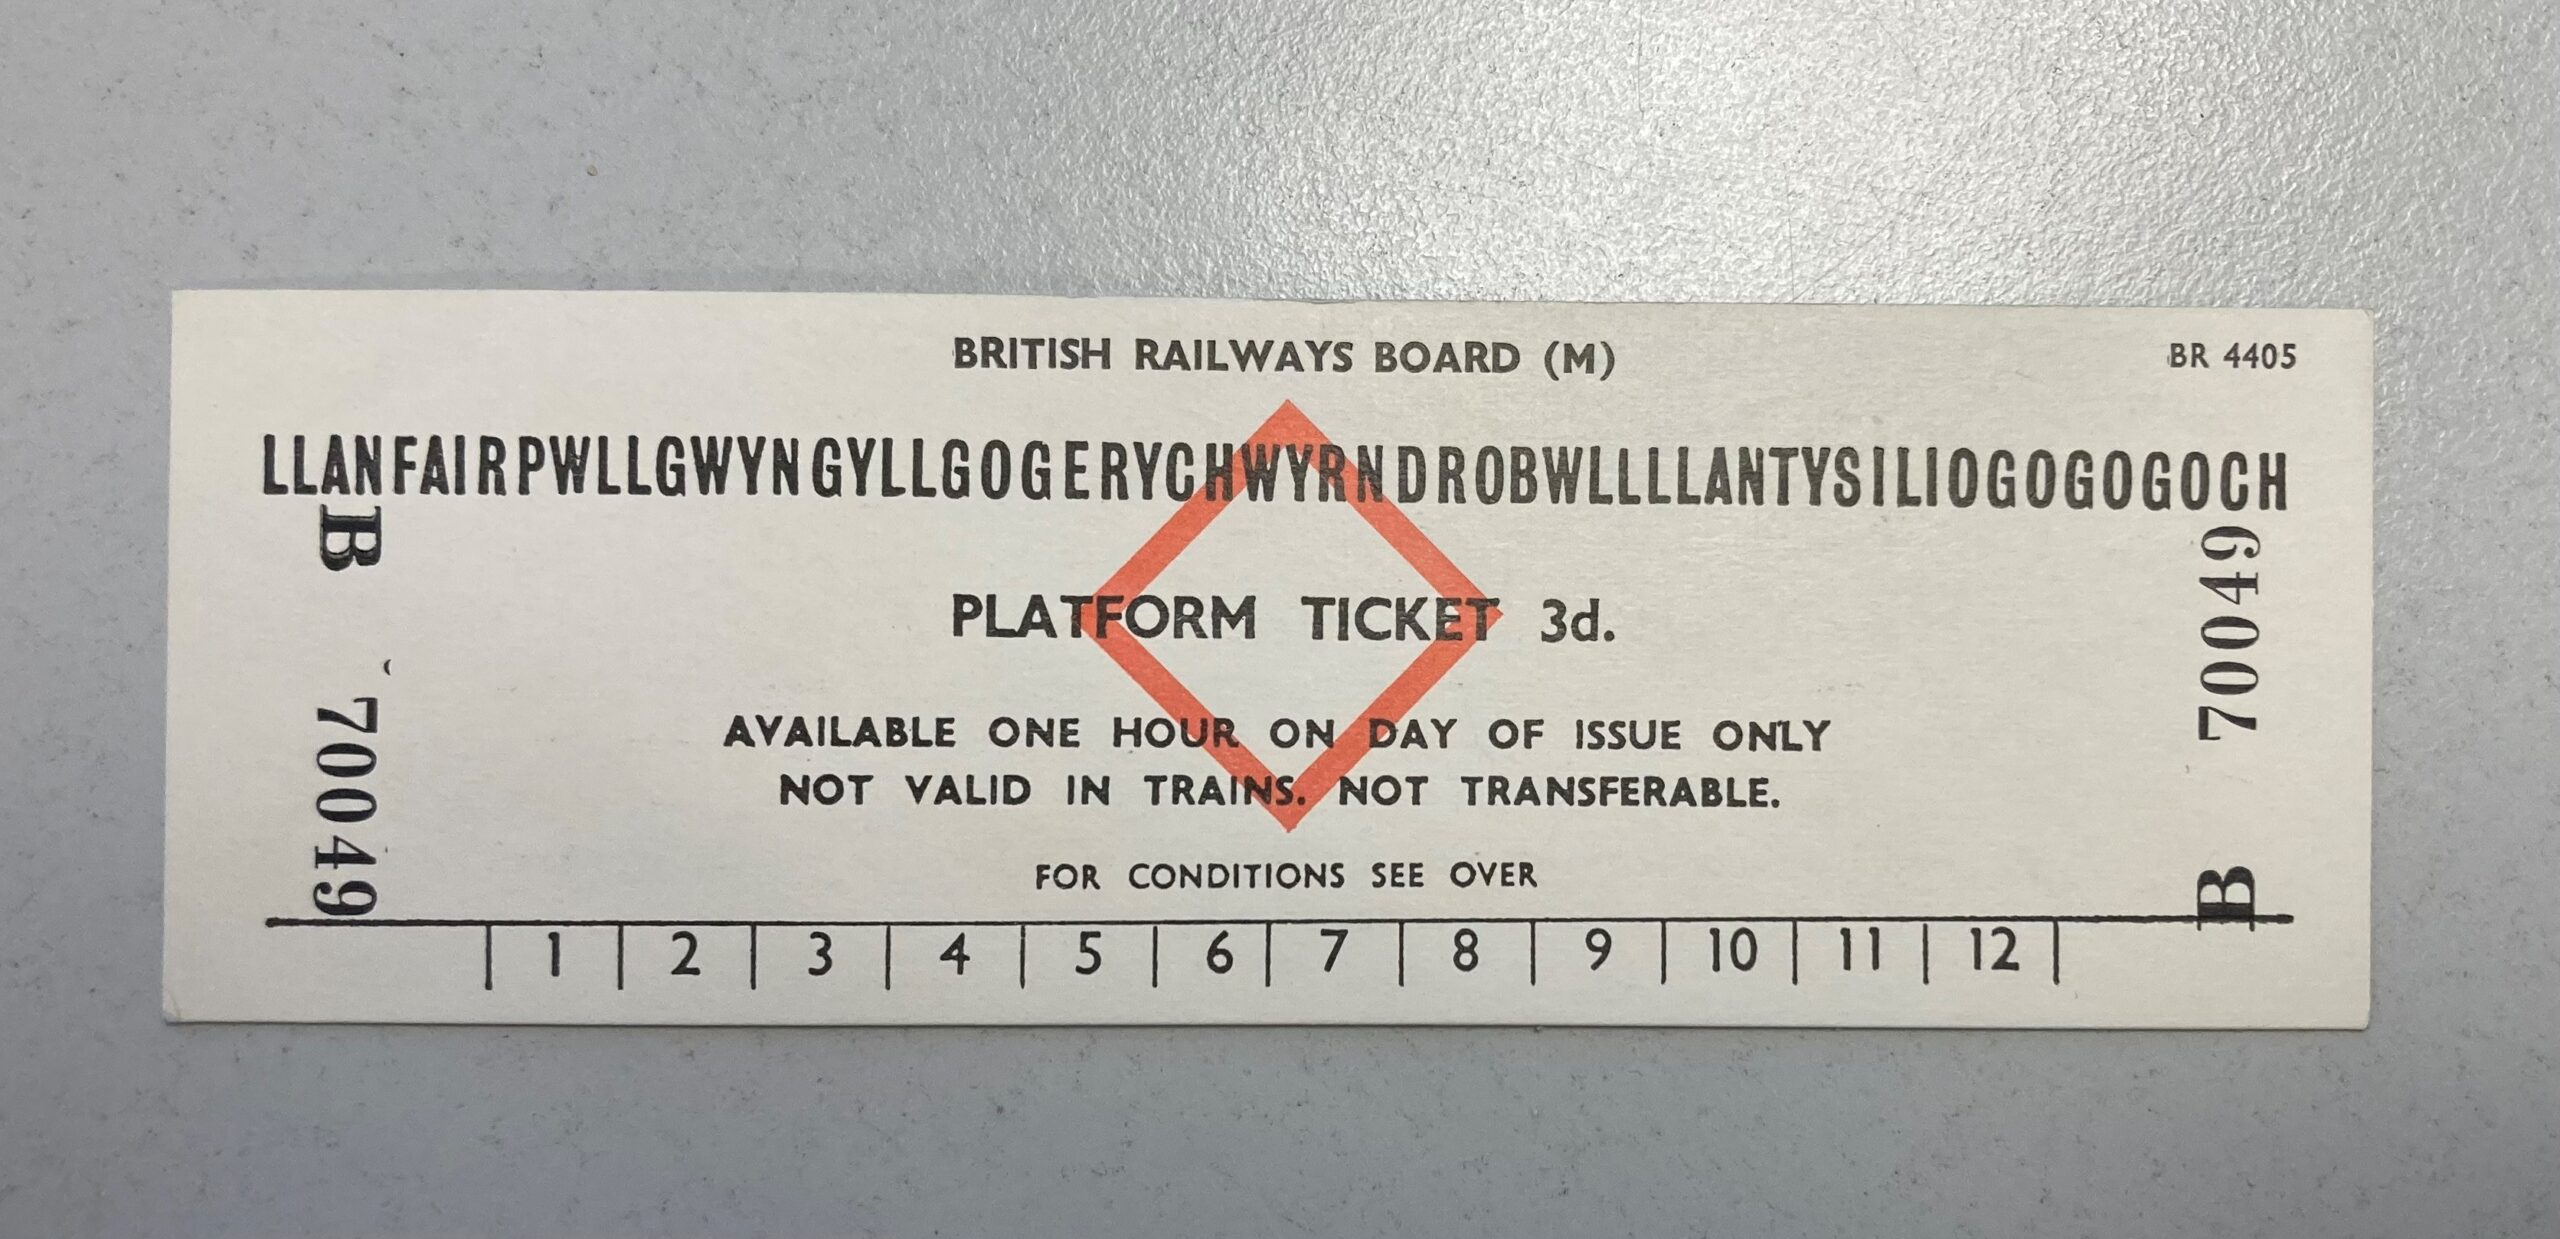 BRITISH RAILWAYS BOARD (M)
BR 4405
LLANFAIRPWLLGWYNGYLLGOGERYCHWYRNDROBWLLLLANTYSILIOGOGOGOCH
B 70049
PLATFORM TICKET 3d.
AVAILABLE ONE HOUR ON DAY OF ISSUE ONLY
NOT VALID IN TRAINS. NOT TRANSFERABLE.
FOR CONDITIONS SEE OVER
B 70049
1 2 3 4 5 6 7 8 9 10 11 12